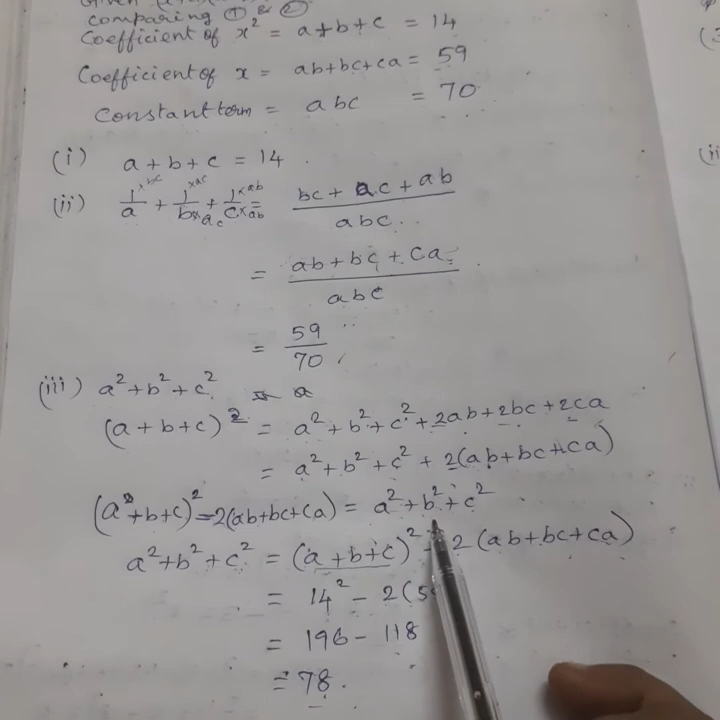 comparing ① & ②
Coefficient of x² = a+b+c = 14
Coefficient of x = ab+bc+ca = 59
Constant term = abc = 70
(i) a+b+c = 14
(ii) 1/a ×bc + 1/b ×ac + 1/c ×ab = bc+ac+ab / abc
= ab+bc+ca / abc
= 59/70
(iii) a²+b²+c²
(a+b+c)² = a²+b²+c²+2ab+2bc+2ca
= a²+b²+c²+2(ab+bc+ca)
(a+b+c)² - 2(ab+bc+ca) = a²+b²+c²
a²+b²+c² = (a+b+c)² - 2(ab+bc+ca)
= 14² - 2(5
= 196 - 118
= 78.